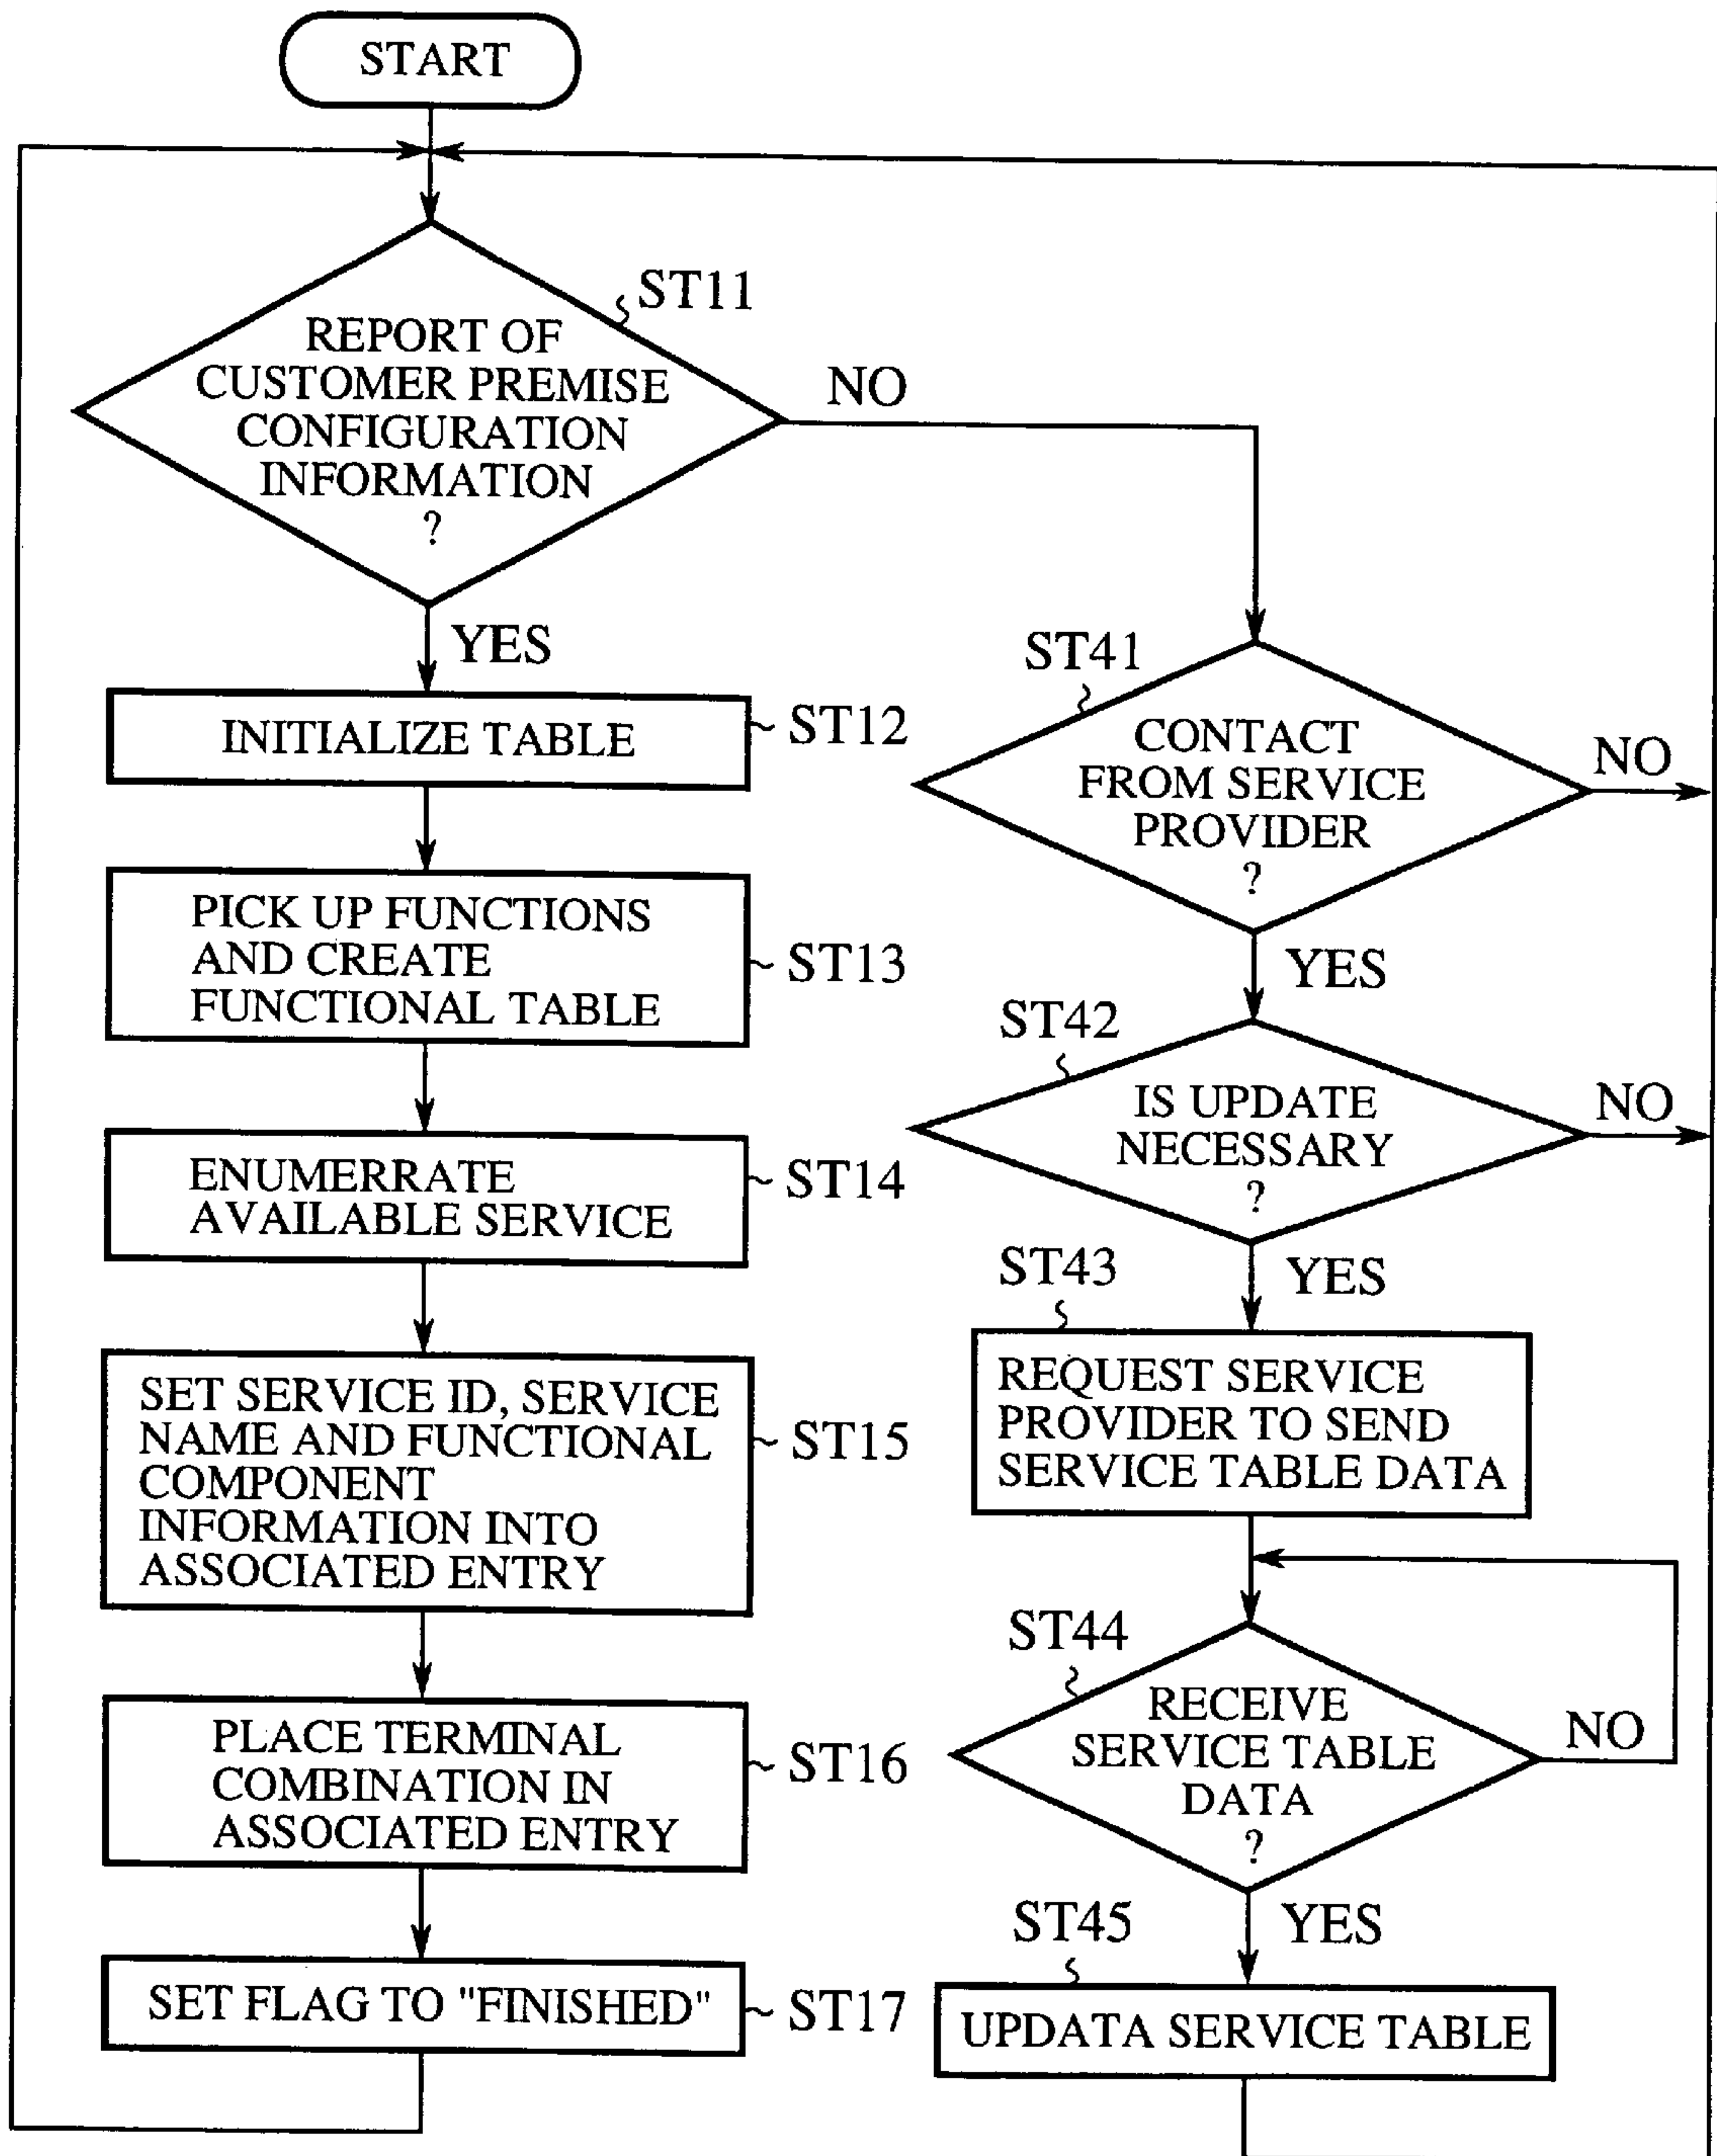 START
ST11
REPORT OF
CUSTOMER PREMISE
CONFIGURATION
INFORMATION
?
NO
YES
INITIALIZE TABLE
ST12
PICK UP FUNCTIONS
AND CREATE
FUNCTIONAL TABLE
ST13
ENUMERRATE
AVAILABLE SERVICE
ST14
SET SERVICE ID, SERVICE
NAME AND FUNCTIONAL
COMPONENT
INFORMATION INTO
ASSOCIATED ENTRY
ST15
PLACE TERMINAL
COMBINATION IN
ASSOCIATED ENTRY
ST16
SET FLAG TO "FINISHED"
ST17
ST41
CONTACT
FROM SERVICE
PROVIDER
?
NO
YES
ST42
IS UPDATE
NECESSARY
?
NO
YES
ST43
REQUEST SERVICE
PROVIDER TO SEND
SERVICE TABLE DATA
ST44
RECEIVE
SERVICE TABLE
DATA
?
NO
YES
ST45
UPDATA SERVICE TABLE